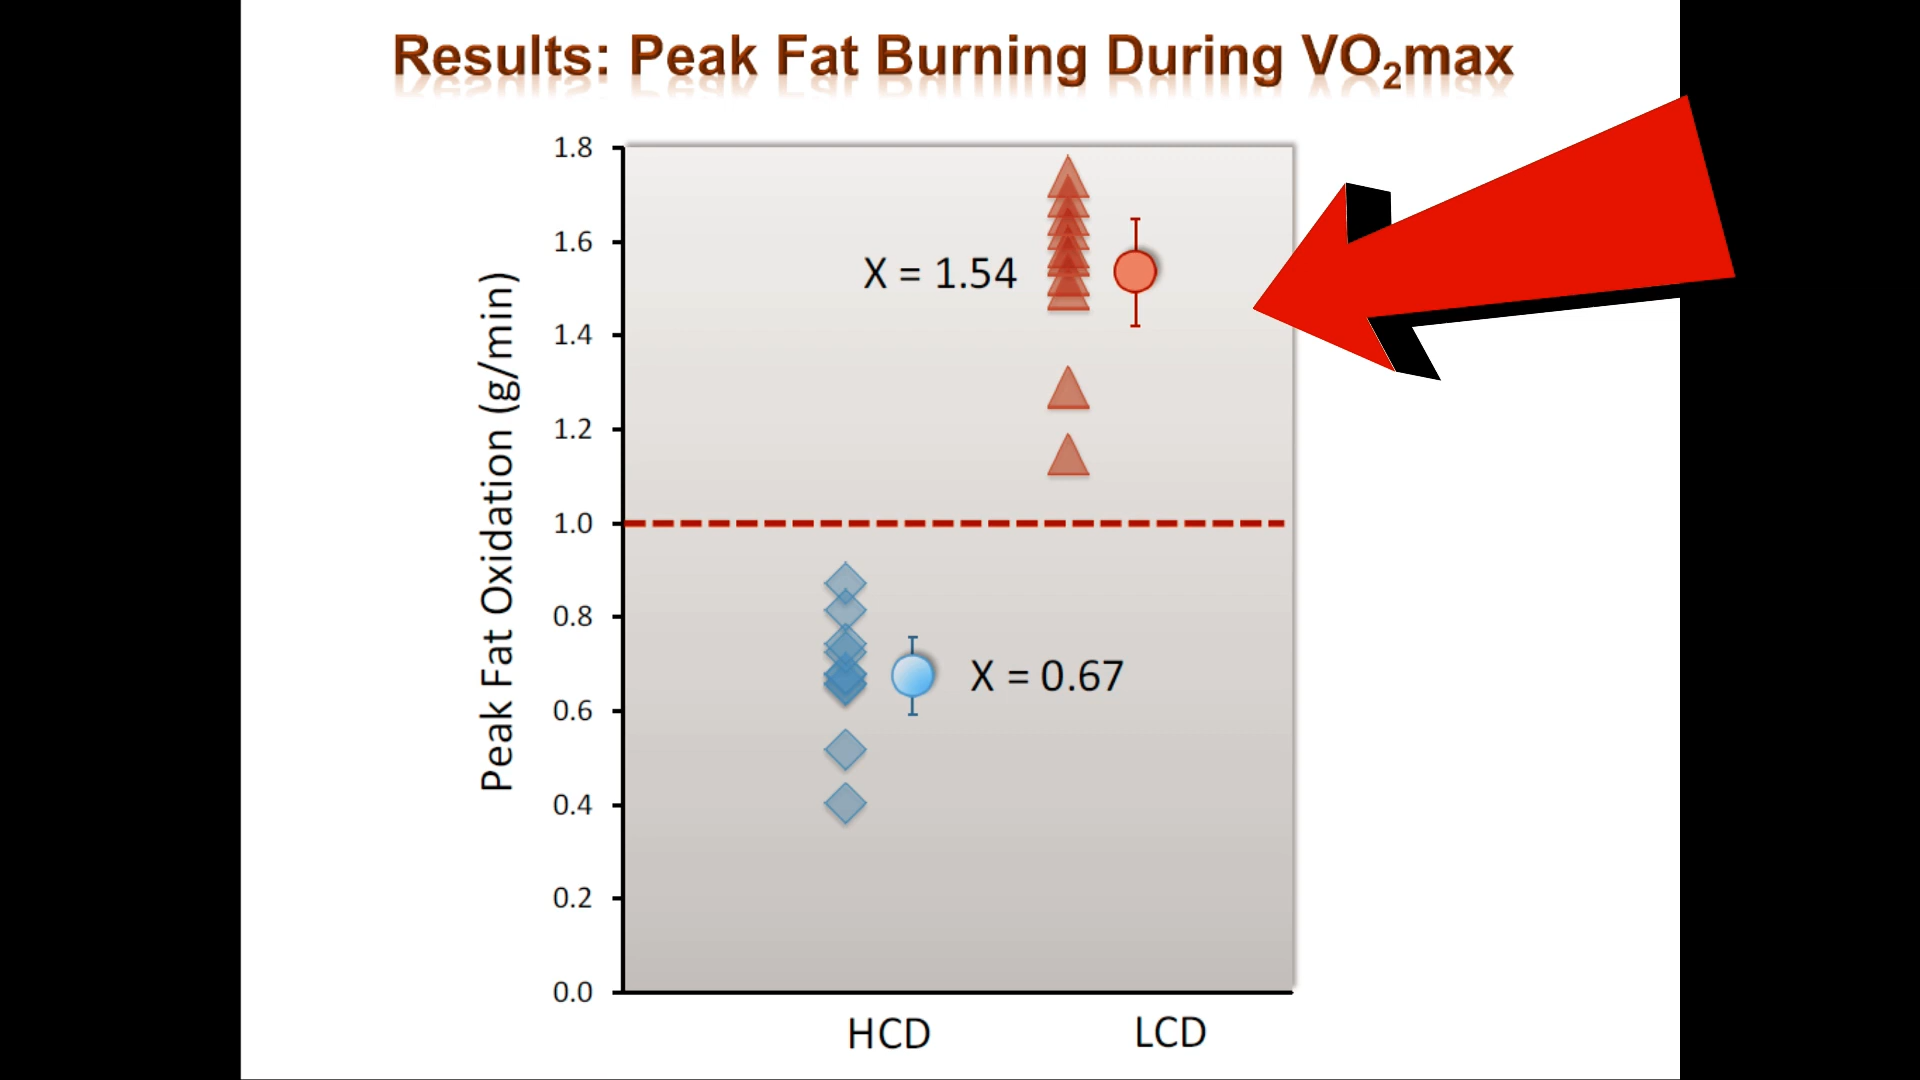 Results: Peak Fat Burning During VO₂max
Peak Fat Oxidation (g/min)
1.8
1.6
1.4
1.2
1.0
0.8
0.6
0.4
0.2
0.0
X = 1.54
X = 0.67
HCD
LCD